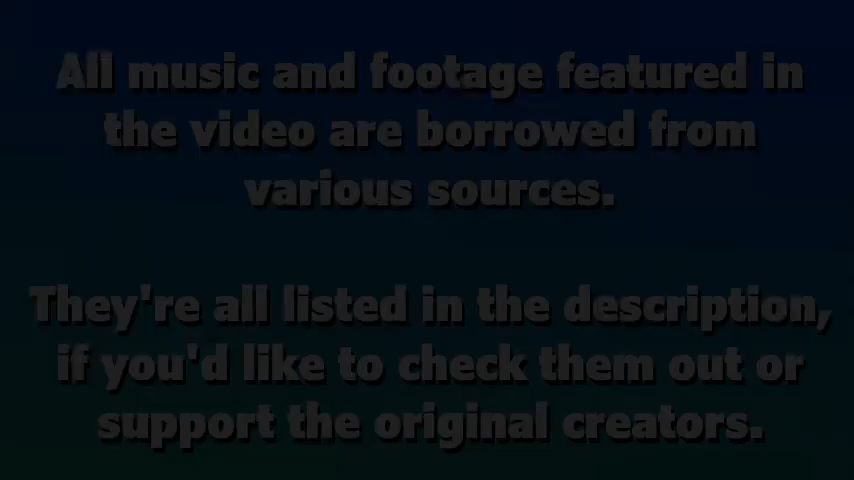 All music and footage featured in
the video are borrowed from
various sources.
They're all listed in the description,
if you'd like to check them out or
support the original creators.